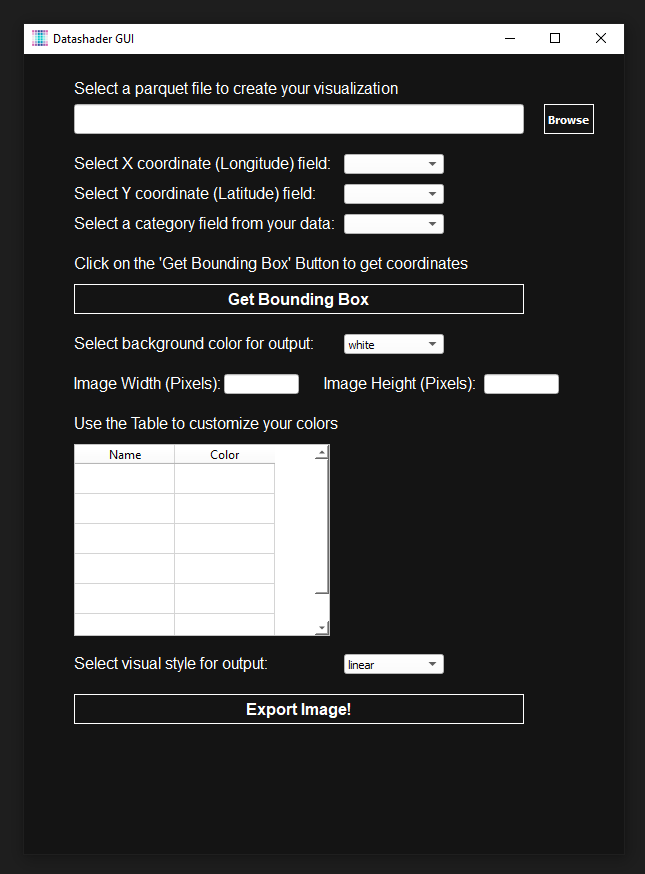 Datashader GUI
Select a parquet file to create your visualization
Browse
Select X coordinate (Longitude) field:
Select Y coordinate (Latitude) field:
Select a category field from your data:
Click on the 'Get Bounding Box' Button to get coordinates
Get Bounding Box
Select background color for output: white
Image Width (Pixels): Image Height (Pixels):
Use the Table to customize your colors
Name Color
Select visual style for output: linear
Export Image!